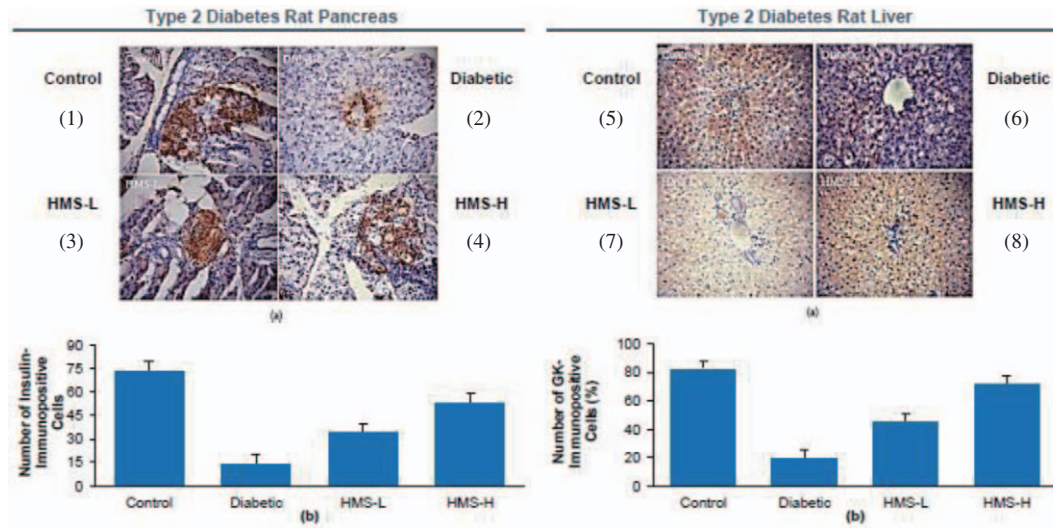 Type 2 Diabetes Rat Pancreas
Control
(1)
Control
Diabetic
(2)
HMS-L
(3)
HMS-L
HMS-H
(4)
(a)
Number of Insulin-
Immunopositive
Cells
90
75
60
45
30
15
0
Control
Diabetic
HMS-L
HMS-H
(b)
Type 2 Diabetes Rat Liver
Control
(5)
Diabetic
(6)
HMS-L
(7)
HMS-H
(8)
(a)
Number of GK-
Immunopositive
Cells (%)
100
80
60
40
20
0
Control
Diabetic
HMS-L
HMS-H
(b)